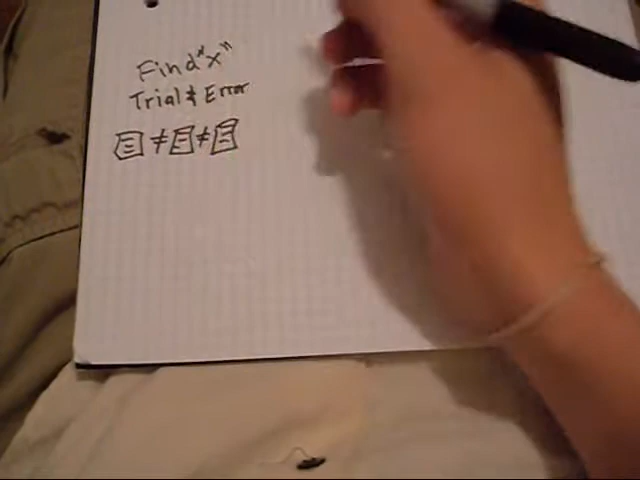 Find "x"
Trial & Error
≠ ≠